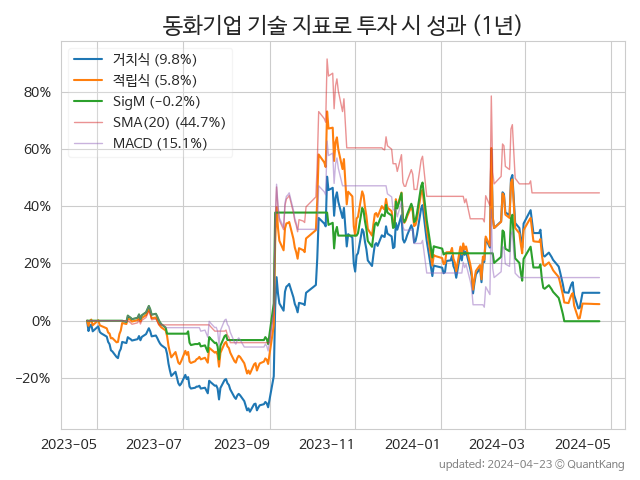 동화기업 기술 지표로 투자 시 성과 (1년)
거치식 (9.8%)
적립식 (5.8%)
SigM (−0.2%)
SMA(20) (44.7%)
MACD (15.1%)
80%
60%
40%
20%
0%
−20%
2023−05 2023−07 2023−09 2023−11 2024−01 2024−03 2024−05
updated: 2024−04−23 © QuantKang